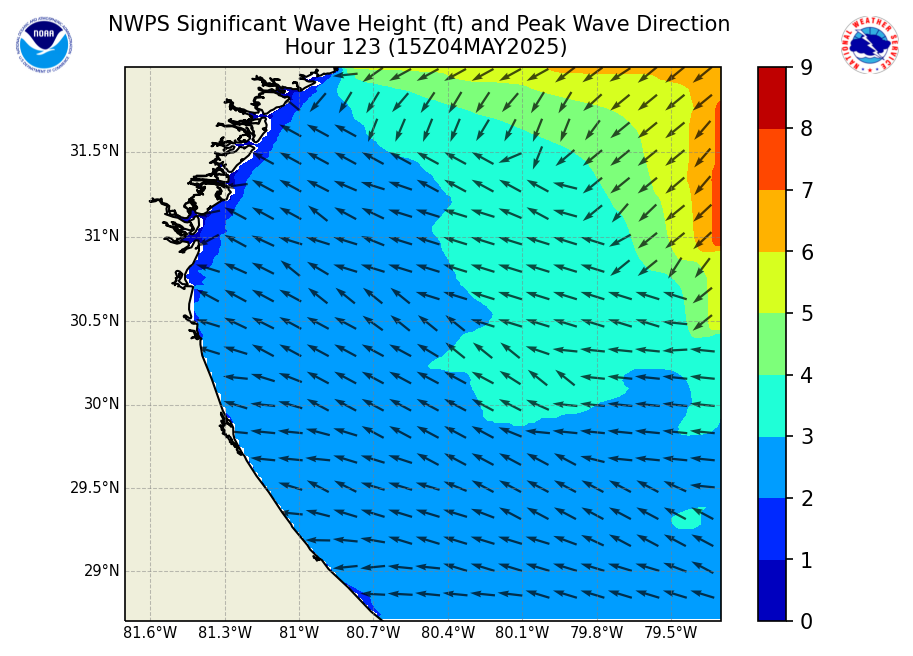 NWPS Significant Wave Height (ft) and Peak Wave Direction
Hour 123 (15Z04MAY2025)
NOAA
NATIONAL WEATHER SERVICE
31.5°N
31°N
30.5°N
30°N
29.5°N
29°N
81.6°W 81.3°W 81°W 80.7°W 80.4°W 80.1°W 79.8°W 79.5°W
9
8
7
6
5
4
3
2
1
0